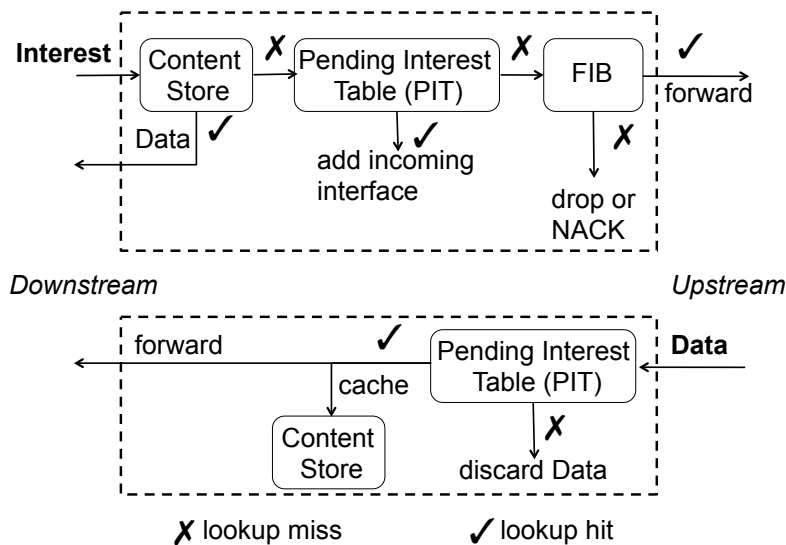 Interest
Content
Store
✗
Pending Interest
Table (PIT)
✗
FIB
✓
forward
Data
✓
✓
add incoming
interface
✗
drop or
NACK
Downstream
Upstream
forward
✓
Pending Interest
Table (PIT)
Data
cache
Content
Store
✗
discard Data
✗ lookup miss
✓ lookup hit